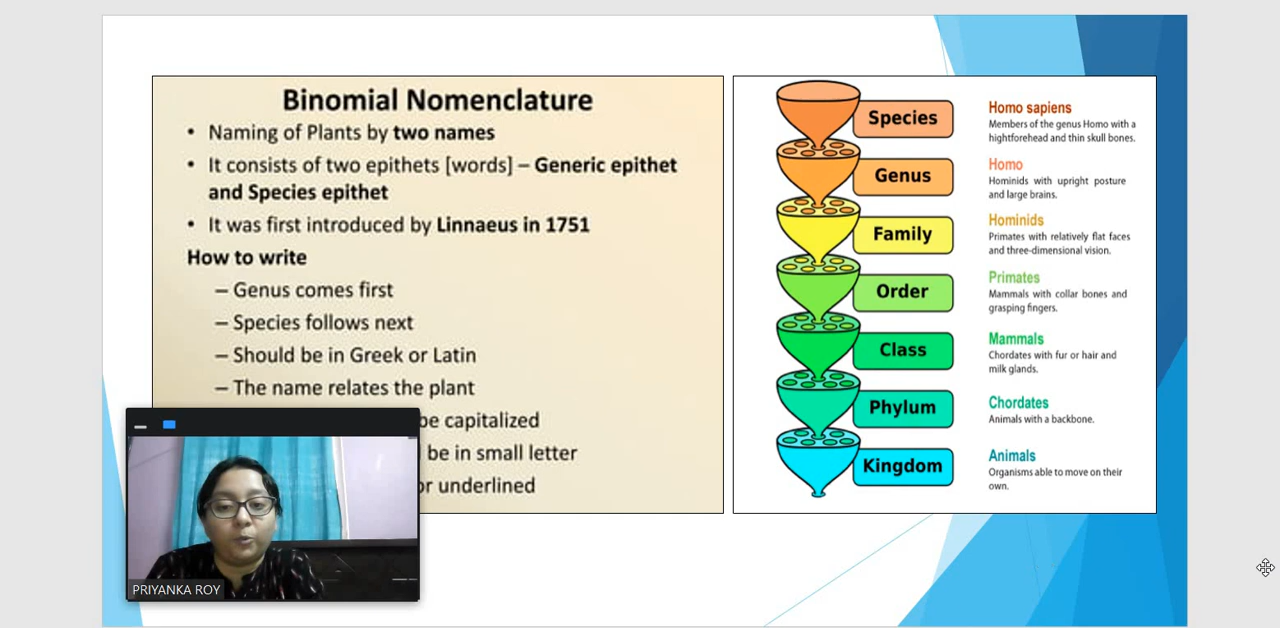 Binomial Nomenclature
• Naming of Plants by two names
• It consists of two epithets [words] – Generic epithet
and Species epithet
• It was first introduced by Linnaeus in 1751
How to write
– Genus comes first
– Species follows next
– Should be in Greek or Latin
– The name relates the plant
be capitalized
be in small letter
or underlined
PRIYANKA ROY
Species
Homo sapiens
Members of the genus Homo with a
hightforehead and thin skull bones.
Genus
Homo
Hominids with upright posture
and large brains.
Family
Hominids
Primates with relatively flat faces
and three-dimensional vision.
Order
Primates
Mammals with collar bones and
grasping fingers.
Class
Mammals
Chordates with fur or hair and
milk glands.
Phylum
Chordates
Animals with a backbone.
Kingdom
Animals
Organisms able to move on their
own.